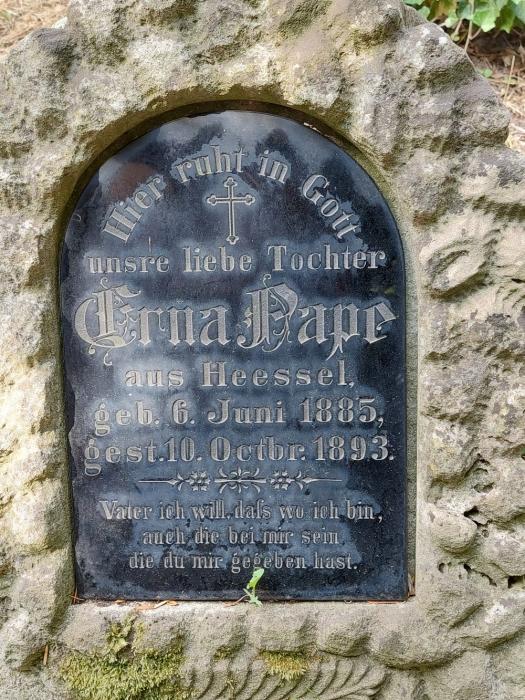 Hier ruht in Gott
unsre liebe Tochter
Erna Pape
aus Heessel,
geb. 6. Juni 1885,
gest. 10. Octbr. 1893.
Vater ich will, daſs wo ich bin,
auch die bei mir sein
die du mir gegeben hast.